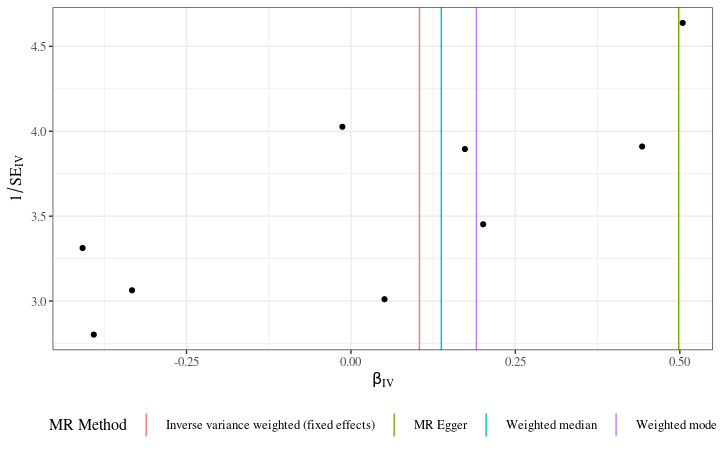 4.5
4.0
3.5
3.0
1/SE_IV
-0.25 0.00 0.25 0.50
β_IV
MR Method Inverse variance weighted (fixed effects) MR Egger Weighted median Weighted mode